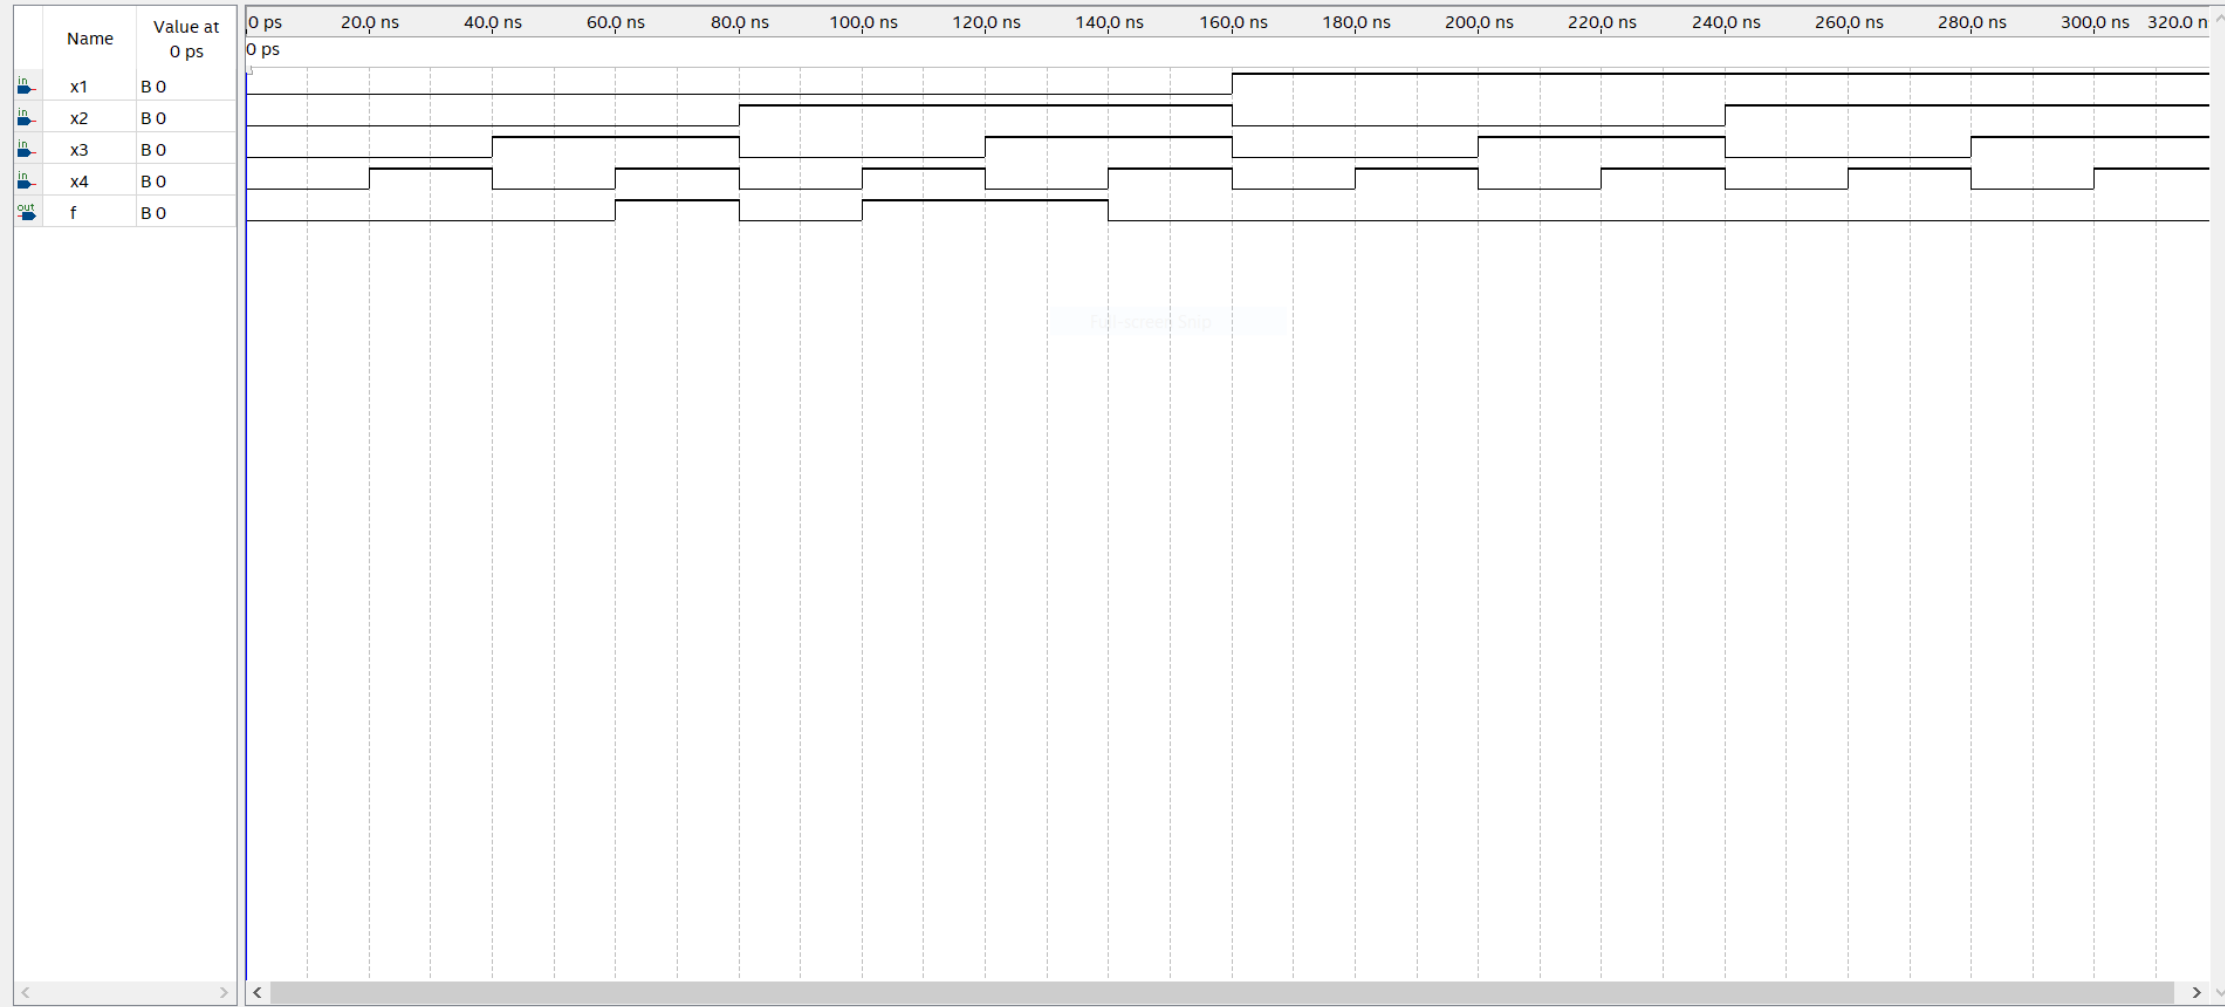 Name
Value at
0 ps
0 ps 20.0 ns 40.0 ns 60.0 ns 80.0 ns 100.0 ns 120.0 ns 140.0 ns 160.0 ns 180.0 ns 200.0 ns 220.0 ns 240.0 ns 260.0 ns 280.0 ns 300.0 ns 320.0 n
0 ps
in x1 B 0
in x2 B 0
in x3 B 0
in x4 B 0
out f B 0
Full-screen Snip